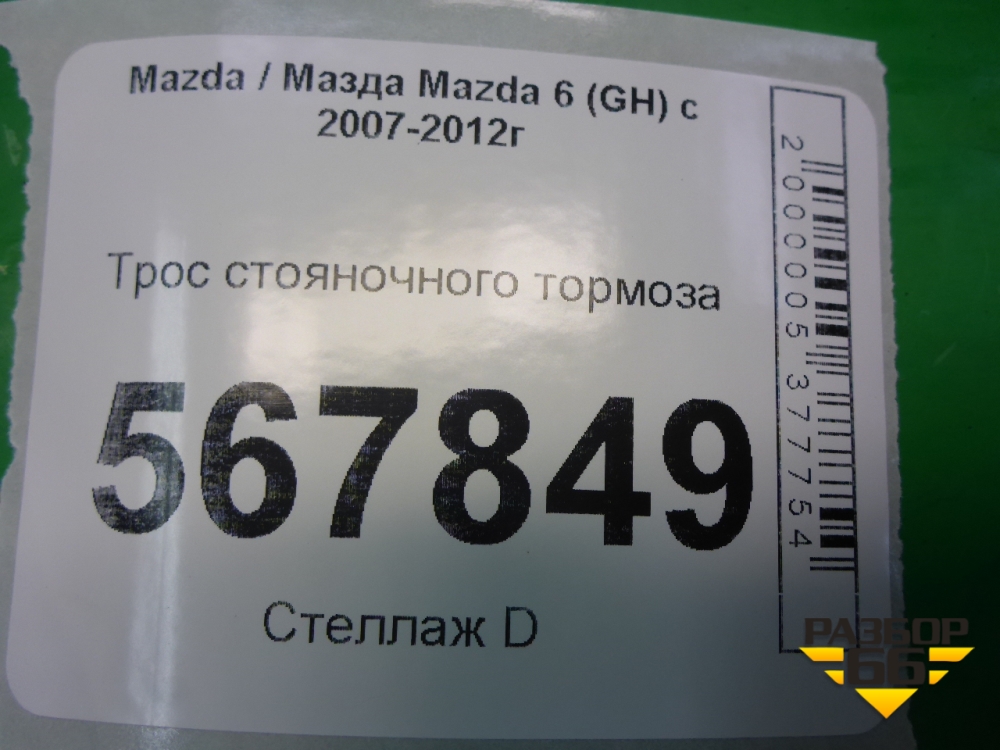 Mazda / Мазда Mazda 6 (GH) с
2007-2012г
Трос стояночного тормоза
567849
Стеллаж D
2000005377754
РАЗБОР
66